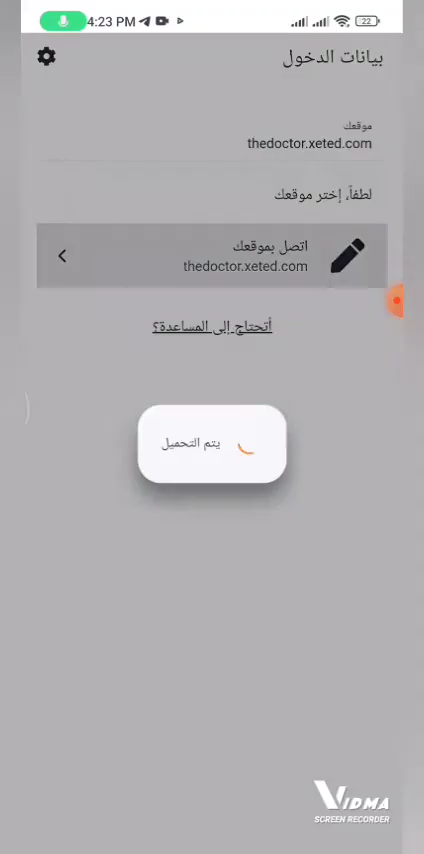 4:23 PM
22
بيانات الدخول
موقعك
thedoctor.xeted.com
لطفاً، إختر موقعك
اتصل بموقعك
thedoctor.xeted.com
أتحتاج إلى المساعدة؟
يتم التحميل
VIDMA
SCREEN RECORDER